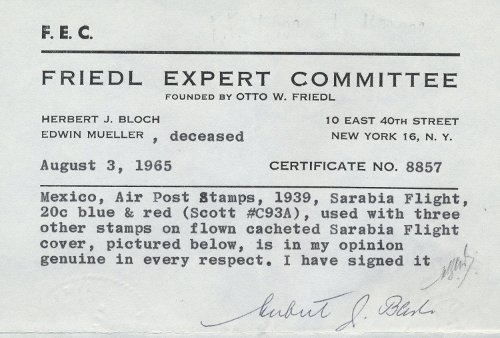 F. E. C.
FRIEDL EXPERT COMMITTEE
FOUNDED BY OTTO W. FRIEDL
HERBERT J. BLOCH
EDWIN MUELLER , deceased
10 EAST 40TH STREET
NEW YORK 16, N. Y.
August 3, 1965
CERTIFICATE NO. 8857
Mexico, Air Post Stamps, 1939, Sarabia Flight,
20c blue & red (Scott #C93A), used with three
other stamps on flown cacheted Sarabia Flight
cover, pictured below, is in my opinion
genuine in every respect. I have signed it
Herbert J. Bloch